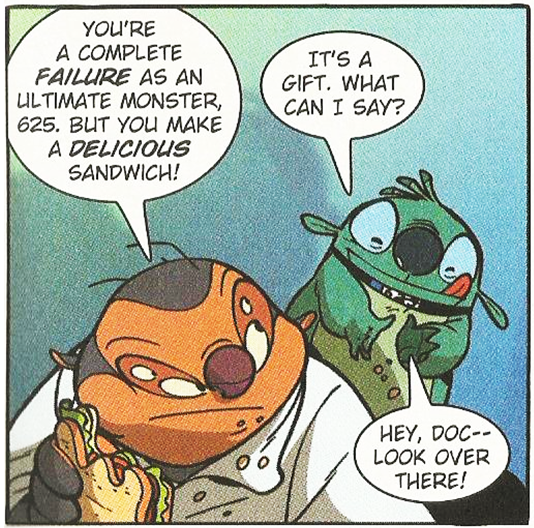 YOU'RE
A COMPLETE
FAILURE AS AN
ULTIMATE MONSTER,
625. BUT YOU MAKE
A DELICIOUS
SANDWICH!
IT'S A
GIFT. WHAT
CAN I SAY?
HEY, DOC--
LOOK OVER
THERE!